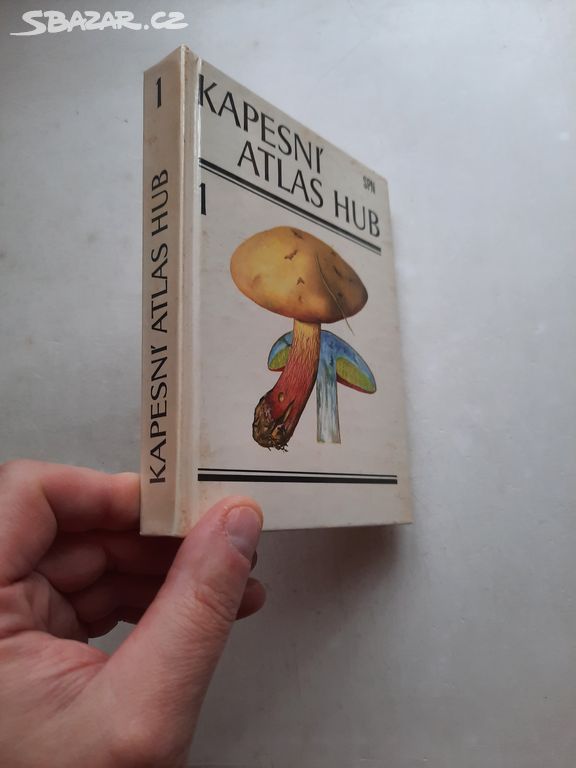 SBAZAR.CZ
1
KAPESNÍ ATLAS HUB
KAPESNÍ
ATLAS HUB
SPN
1